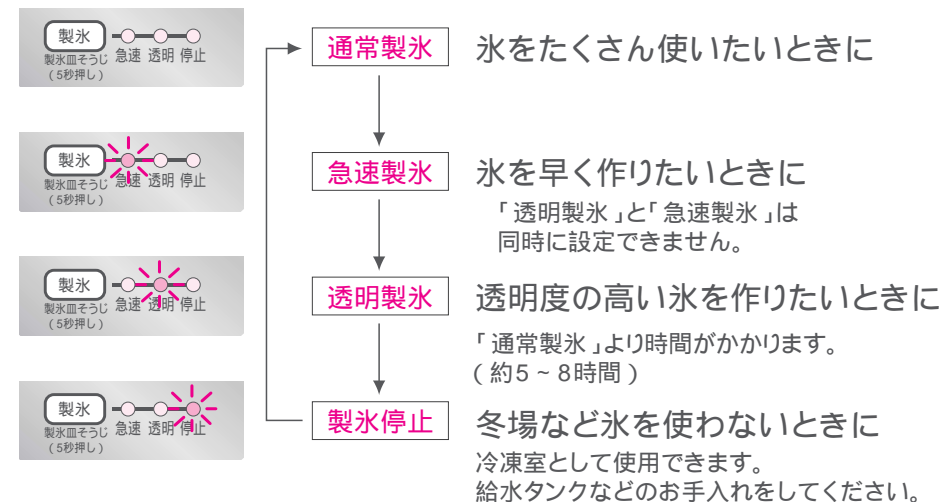 製氷
製氷皿そうじ 急速 透明 停止
(5秒押し)
通常製氷
氷をたくさん使いたいときに
製氷
製氷皿そうじ 急速 透明 停止
(5秒押し)
急速製氷
氷を早く作りたいときに
「透明製氷」と「急速製氷」は
同時に設定できません。
製氷
製氷皿そうじ 急速 透明 停止
(5秒押し)
透明製氷
透明度の高い氷を作りたいときに
「通常製氷」より時間がかかります。
(約5~8時間)
製氷
製氷皿そうじ 急速 透明 停止
(5秒押し)
製氷停止
冬場など氷を使わないときに
冷凍室として使用できます。
給水タンクなどのお手入れをしてください。